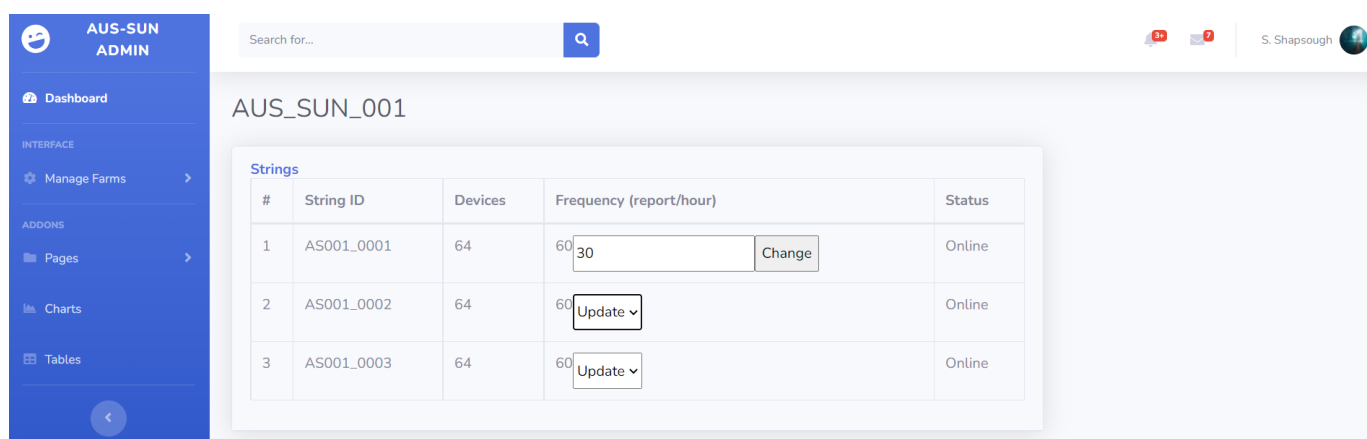 AUS-SUN
ADMIN
Search for...
3+
7
S. Shapsough
Dashboard
INTERFACE
Manage Farms
ADDONS
Pages
Charts
Tables
AUS_SUN_001
Strings
# String ID Devices Frequency (report/hour) Status
1 AS001_0001 64 60 30 Change Online
2 AS001_0002 64 60 Update Online
3 AS001_0003 64 60 Update Online